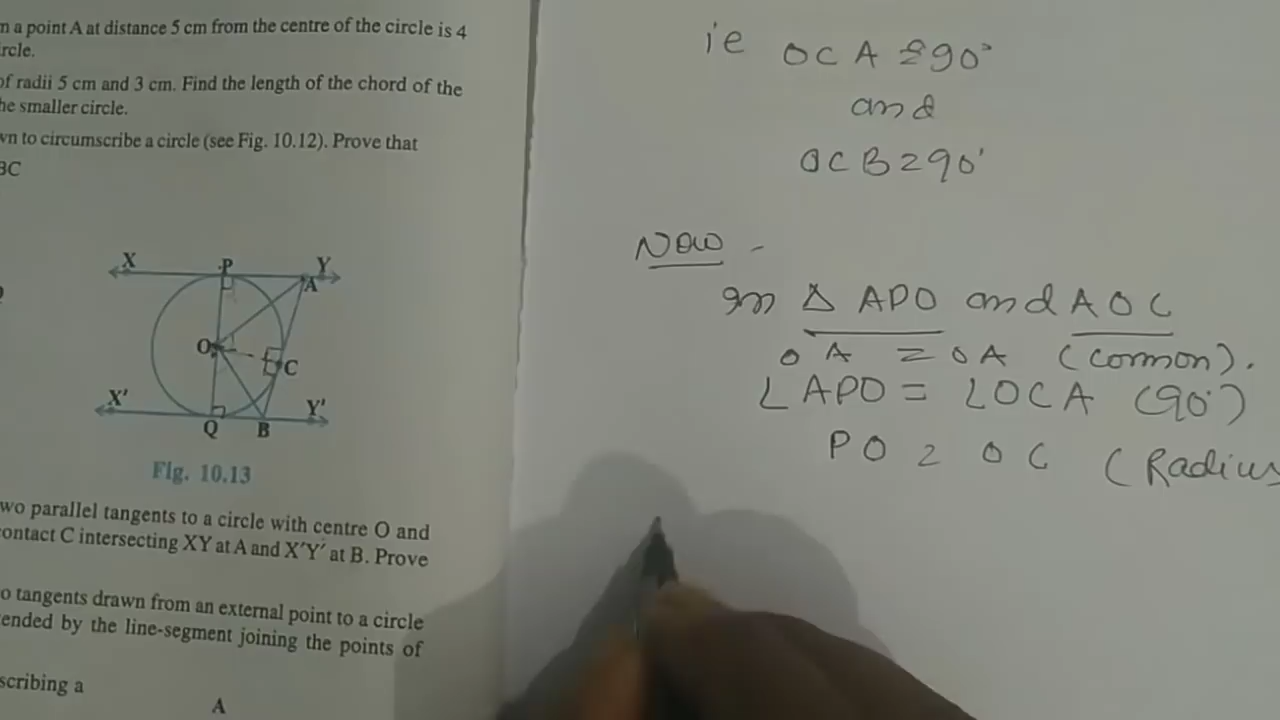 n a point A at distance 5 cm from the centre of the circle is 4
ircle.
of radii 5 cm and 3 cm. Find the length of the chord of the
he smaller circle.
wn to circumscribe a circle (see Fig. 10.12). Prove that
BC
X P Y
A
O
C
X' Y'
Q B
Fig. 10.13
wo parallel tangents to a circle with centre O and
ontact C intersecting XY at A and X'Y' at B. Prove
o tangents drawn from an external point to a circle
ended by the line-segment joining the points of
scribing a
A
ie OCA = 90°
and
OCB = 90°
Now -
In Δ APO and AOC
OA = OA (common).
∠APO = ∠OCA (90°)
PO = OC (Radius